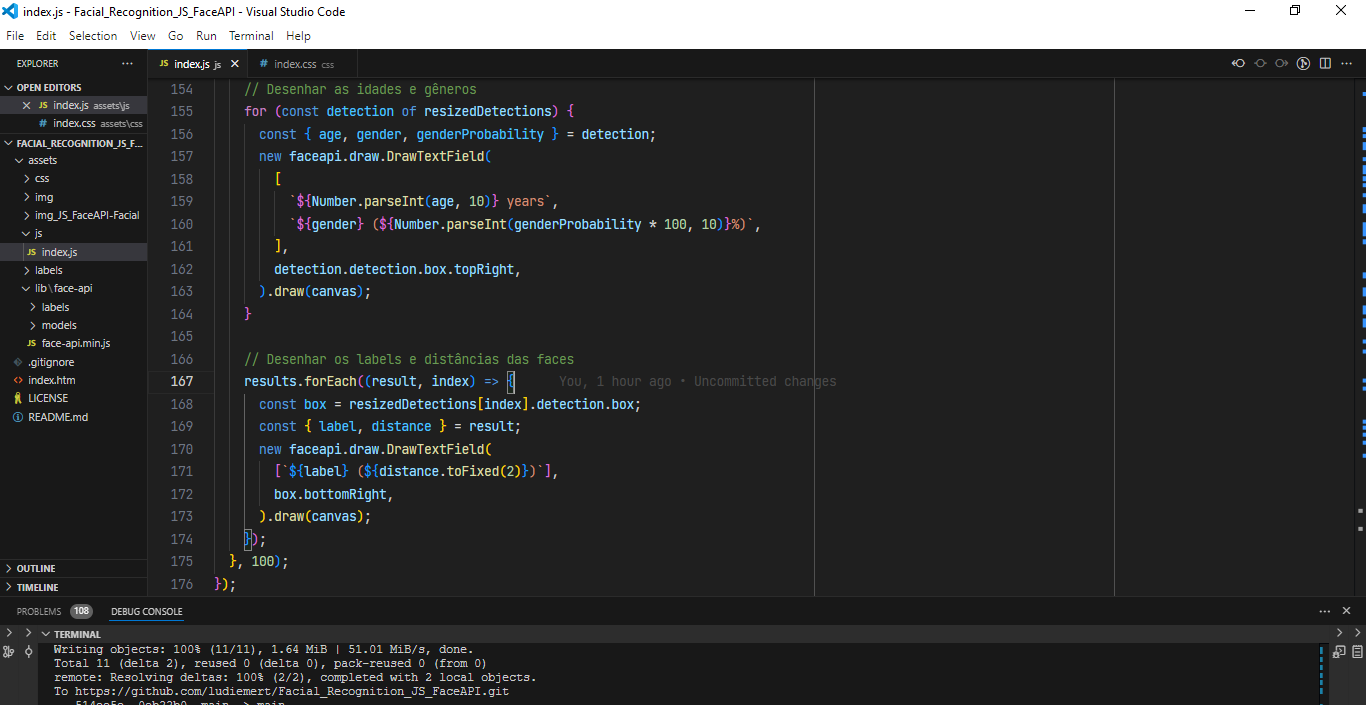 index.js - Facial_Recognition_JS_FaceAPI - Visual Studio Code
File Edit Selection View Go Run Terminal Help
EXPLORER
OPEN EDITORS
JS index.js assets\js
# index.css assets\css
FACIAL_RECOGNITION_JS_F...
assets
css
img
img_JS_FaceAPI-Facial
js
JS index.js
labels
lib\face-api
labels
models
JS face-api.min.js
.gitignore
index.htm
LICENSE
README.md
OUTLINE
TIMELINE
JS index.js js
# index.css css
154 // Desenhar as idades e gêneros
155 for (const detection of resizedDetections) {
156 const { age, gender, genderProbability } = detection;
157 new faceapi.draw.DrawTextField(
158 [
159 `${Number.parseInt(age, 10)} years`,
160 `${gender} (${Number.parseInt(genderProbability * 100, 10)}%)`,
161 ],
162 detection.detection.box.topRight,
163 ).draw(canvas);
164 }
165
166 // Desenhar os labels e distâncias das faces
167 results.forEach((result, index) => { You, 1 hour ago • Uncommitted changes
168 const box = resizedDetections[index].detection.box;
169 const { label, distance } = result;
170 new faceapi.draw.DrawTextField(
171 [`${label} (${distance.toFixed(2)})`],
172 box.bottomRight,
173 ).draw(canvas);
174 });
175 }, 100);
176 });
PROBLEMS 108 DEBUG CONSOLE
TERMINAL
Writing objects: 100% (11/11), 1.64 MiB | 51.01 MiB/s, done.
Total 11 (delta 2), reused 0 (delta 0), pack-reused 0 (from 0)
remote: Resolving deltas: 100% (2/2), completed with 2 local objects.
To https://github.com/ludiemert/Facial_Recognition_JS_FaceAPI.git